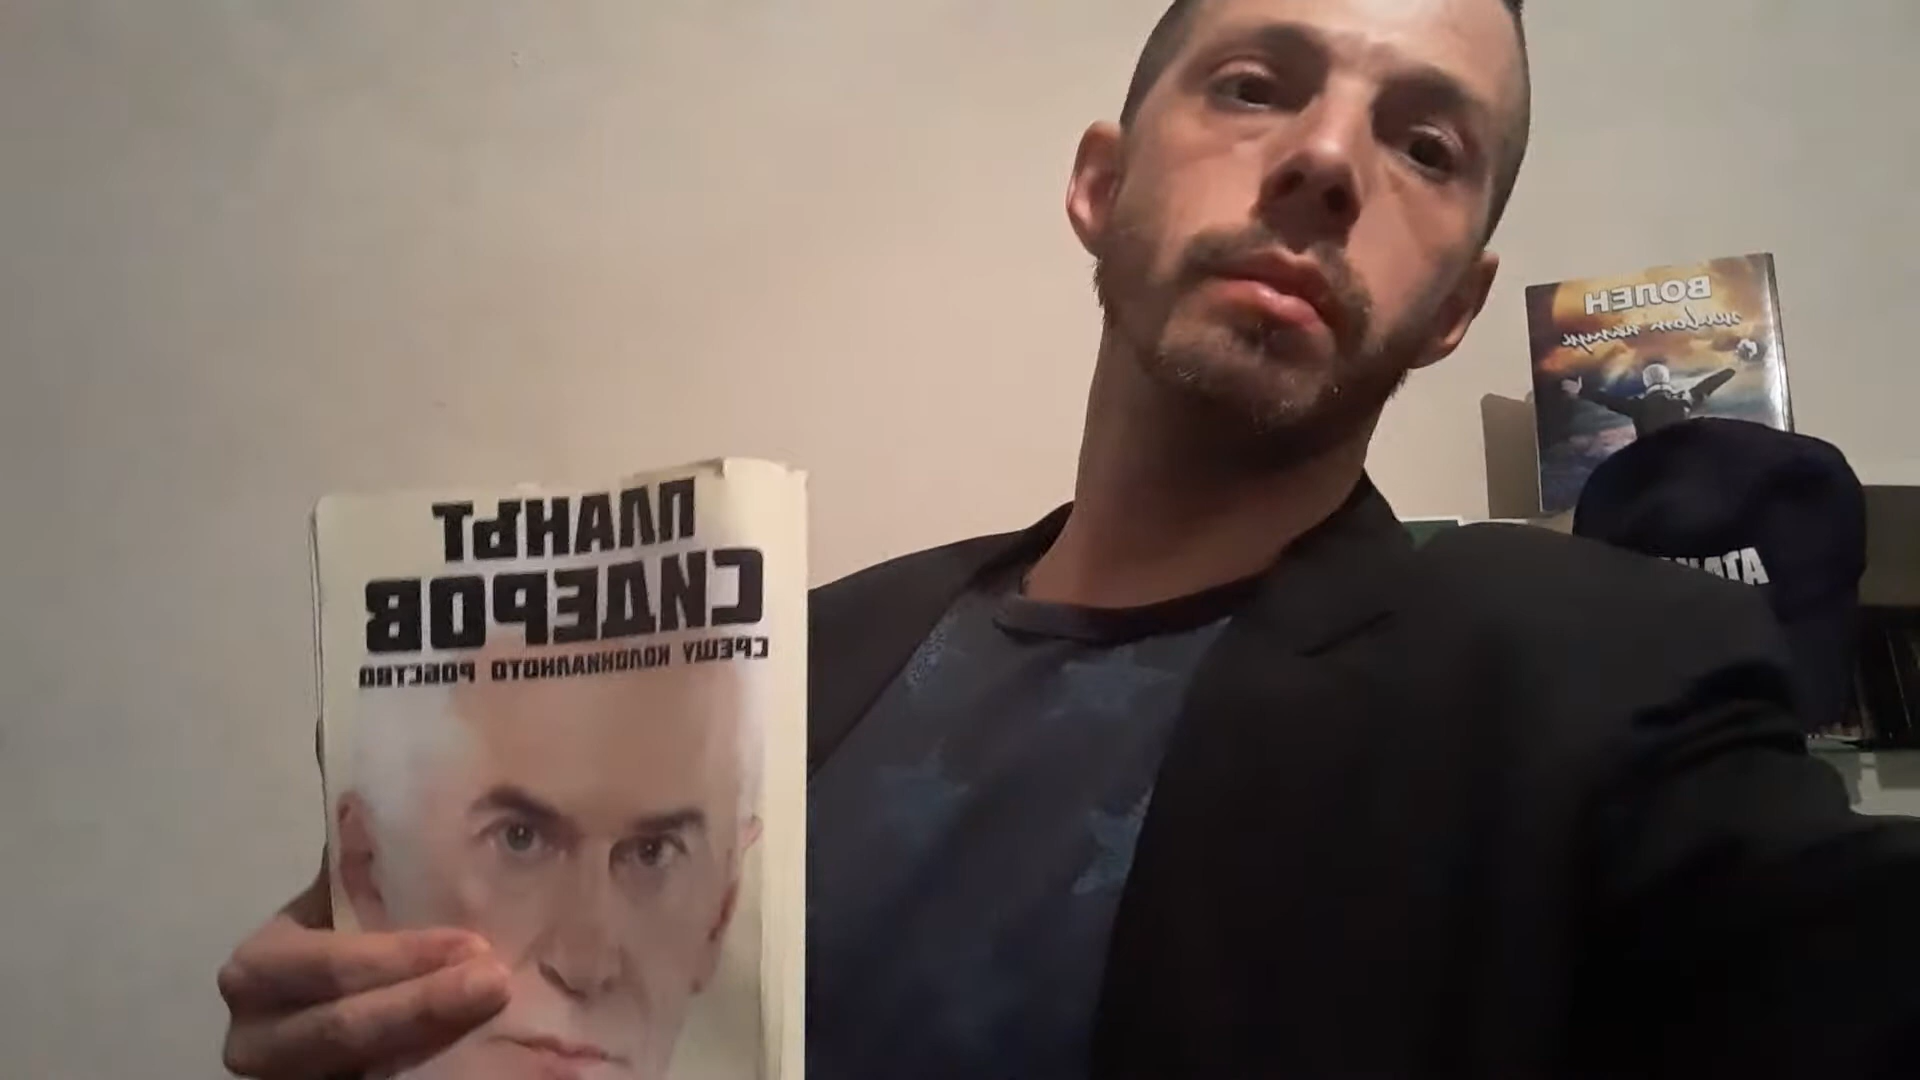 ПЛАНЪТ
СИДЕРОВ
СРЕЩУ КОЛОНИАЛНОТО РОБСТВО
ВОЛЕН